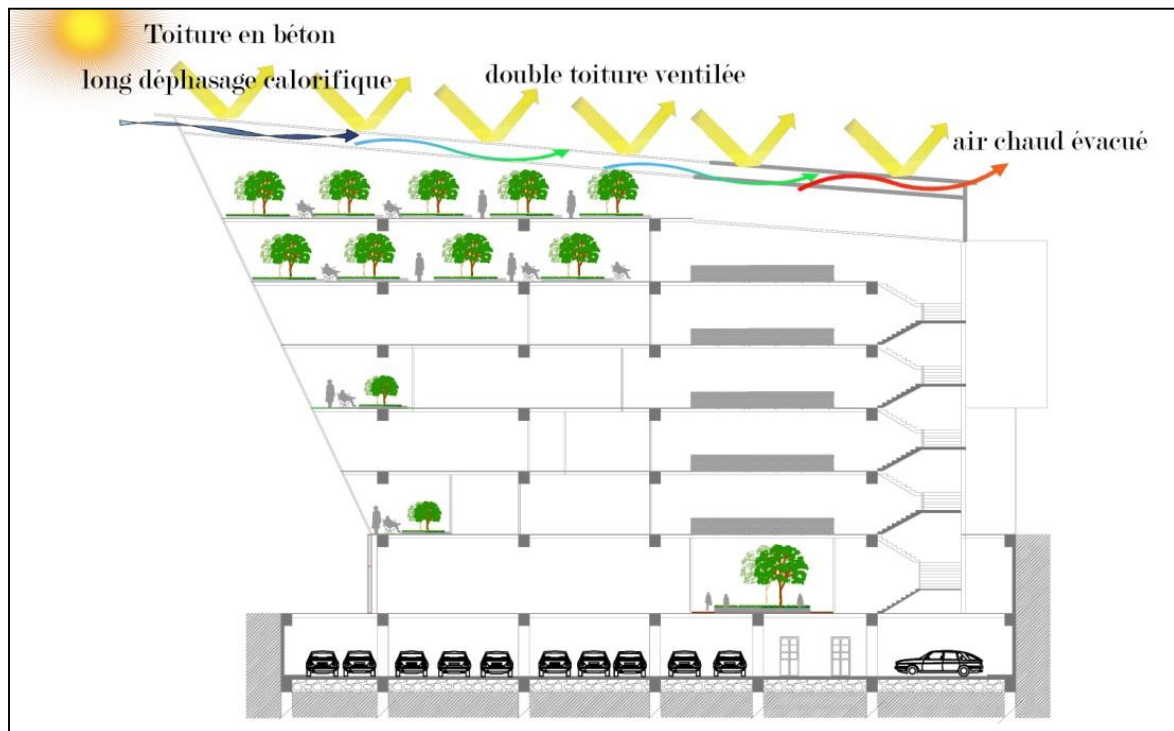 Toiture en béton
long déphasage calorifique
double toiture ventilée
air chaud évacué